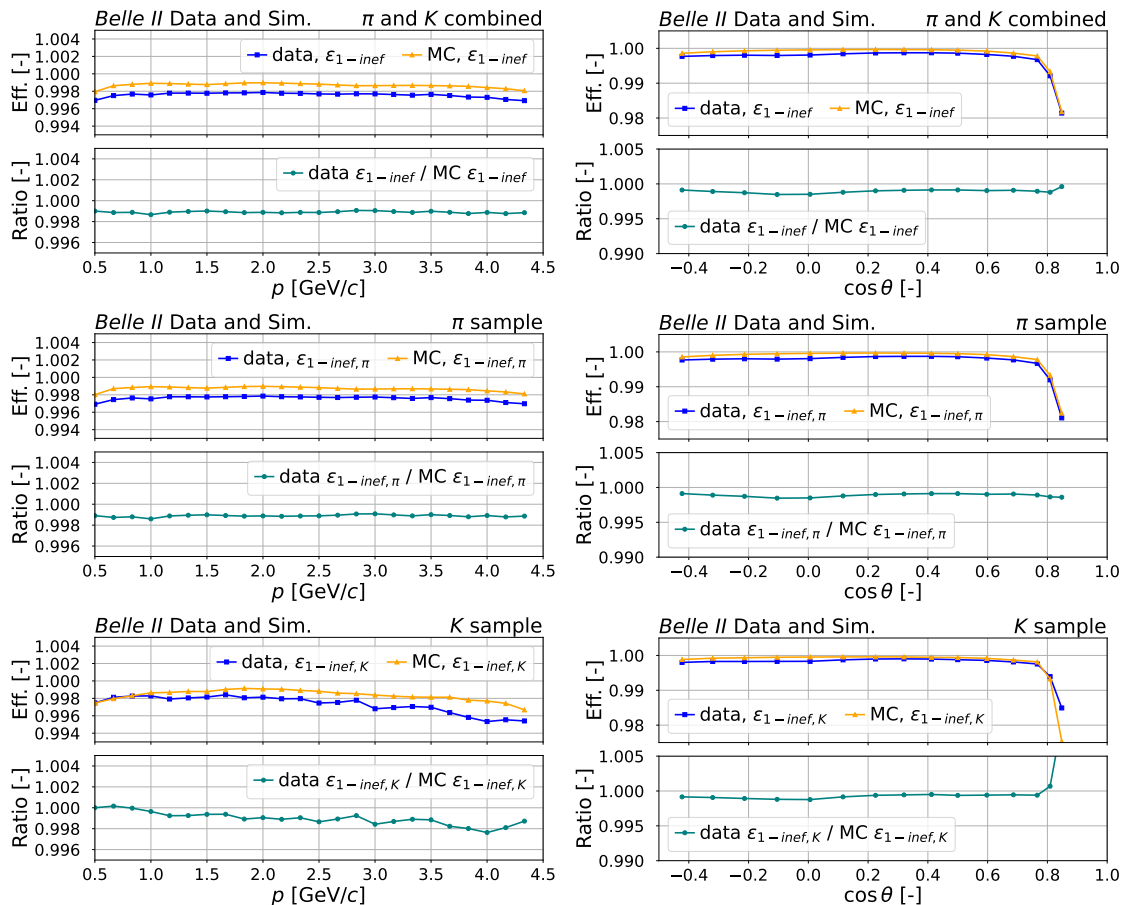 Belle II Data and Sim. π and K combined
1.004
1.002
1.000
0.998
0.996
0.994
Eff. [-]
data, ε1−inef MC, ε1−inef
1.004
1.002
1.000
0.998
0.996
Ratio [-]
data ε1−inef / MC ε1−inef
0.5 1.0 1.5 2.0 2.5 3.0 3.5 4.0 4.5
p [GeV/c]
Belle II Data and Sim. π and K combined
1.00
0.99
0.98
Eff. [-]
data, ε1−inef MC, ε1−inef
1.005
1.000
0.995
0.990
Ratio [-]
data ε1−inef / MC ε1−inef
−0.4 −0.2 0.0 0.2 0.4 0.6 0.8 1.0
cos θ [-]
Belle II Data and Sim. π sample
1.004
1.002
1.000
0.998
0.996
0.994
Eff. [-]
data, ε1−inef,π MC, ε1−inef,π
1.004
1.002
1.000
0.998
0.996
Ratio [-]
data ε1−inef,π / MC ε1−inef,π
0.5 1.0 1.5 2.0 2.5 3.0 3.5 4.0 4.5
p [GeV/c]
Belle II Data and Sim. π sample
1.00
0.99
0.98
Eff. [-]
data, ε1−inef,π MC, ε1−inef,π
1.005
1.000
0.995
0.990
Ratio [-]
data ε1−inef,π / MC ε1−inef,π
−0.4 −0.2 0.0 0.2 0.4 0.6 0.8 1.0
cos θ [-]
Belle II Data and Sim. K sample
1.004
1.002
1.000
0.998
0.996
0.994
Eff. [-]
data, ε1−inef,K MC, ε1−inef,K
1.004
1.002
1.000
0.998
0.996
Ratio [-]
data ε1−inef,K / MC ε1−inef,K
0.5 1.0 1.5 2.0 2.5 3.0 3.5 4.0 4.5
p [GeV/c]
Belle II Data and Sim. K sample
1.00
0.99
0.98
Eff. [-]
data, ε1−inef,K MC, ε1−inef,K
1.005
1.000
0.995
0.990
Ratio [-]
data ε1−inef,K / MC ε1−inef,K
−0.4 −0.2 0.0 0.2 0.4 0.6 0.8 1.0
cos θ [-]